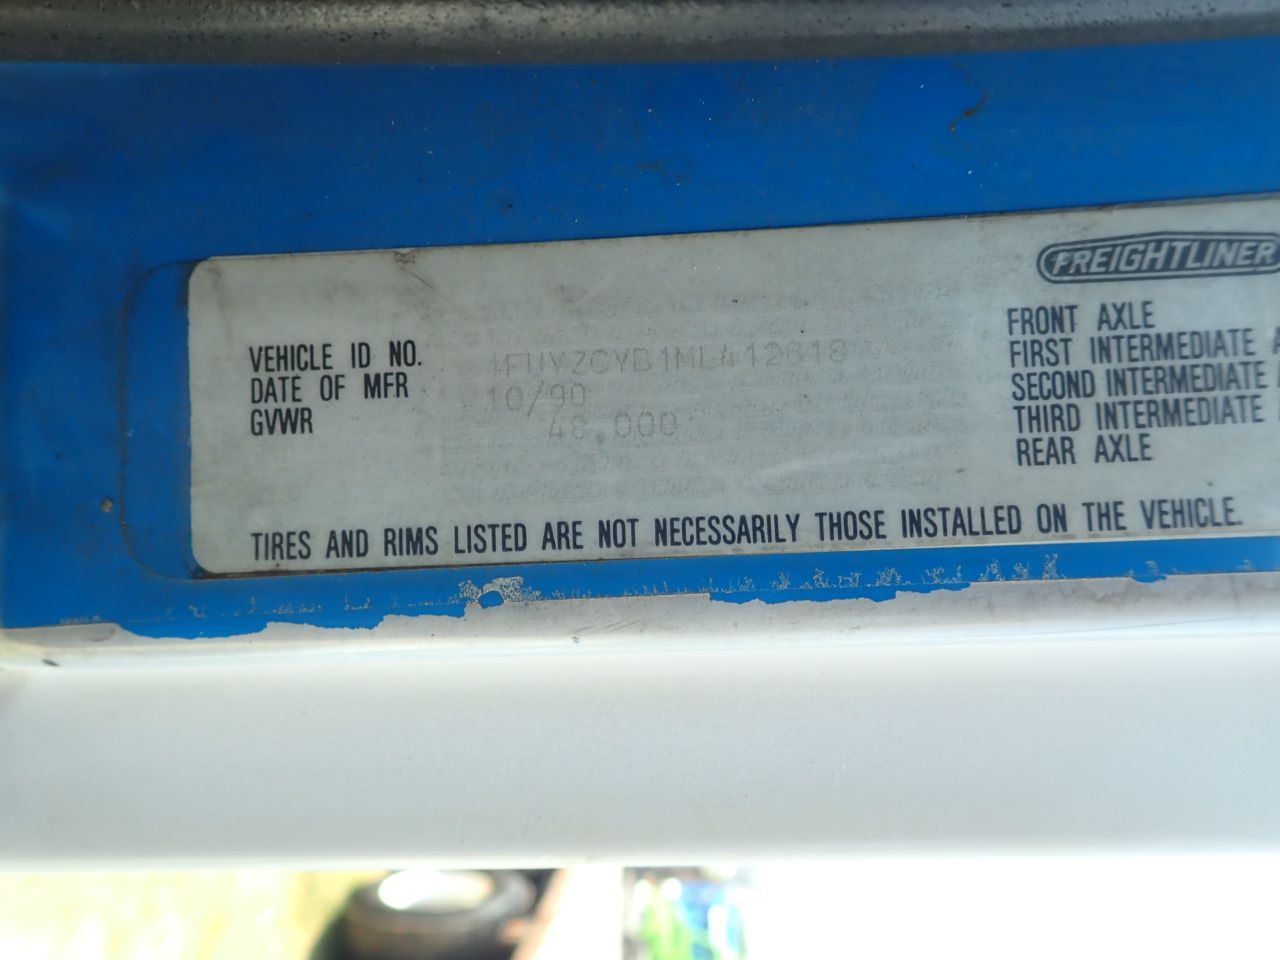 FREIGHTLINER
VEHICLE ID NO.
DATE OF MFR 10/90
GVWR 48,000
FRONT AXLE
FIRST INTERMEDIATE
SECOND INTERMEDIATE
THIRD INTERMEDIATE
REAR AXLE
TIRES AND RIMS LISTED ARE NOT NECESSARILY THOSE INSTALLED ON THE VEHICLE.